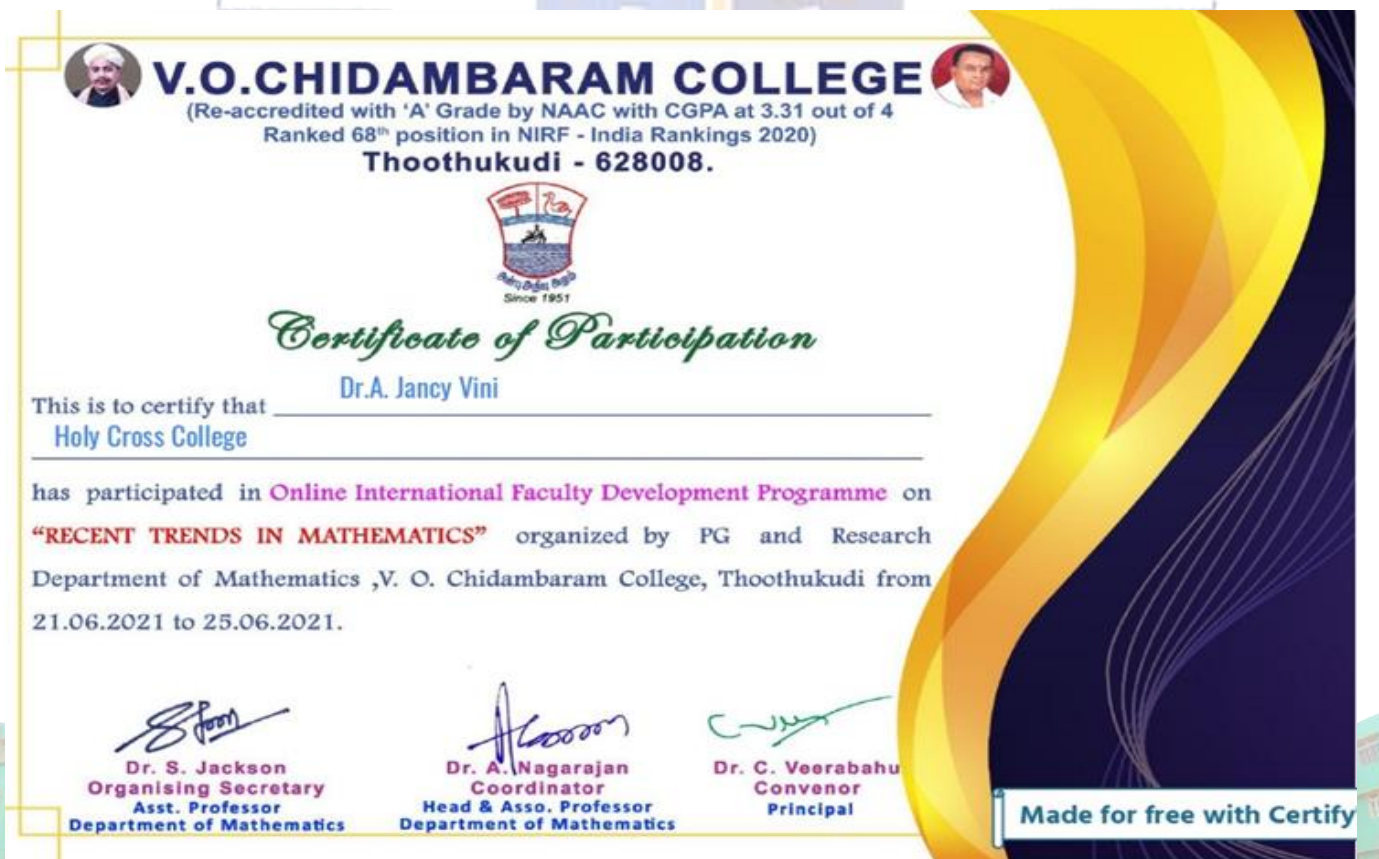 V.O.CHIDAMBARAM COLLEGE
(Re-accredited with 'A' Grade by NAAC with CGPA at 3.31 out of 4
Ranked 68th position in NIRF - India Rankings 2020)
Thoothukudi - 628008.
Since 1951
Certificate of Participation
This is to certify that Dr.A. Jancy Vini
Holy Cross College
has participated in Online International Faculty Development Programme on
“RECENT TRENDS IN MATHEMATICS” organized by PG and Research
Department of Mathematics ,V. O. Chidambaram College, Thoothukudi from
21.06.2021 to 25.06.2021.
Dr. S. Jackson
Organising Secretary
Asst. Professor
Department of Mathematics
Dr. A. Nagarajan
Coordinator
Head & Asso. Professor
Department of Mathematics
Dr. C. Veerabahu
Convenor
Principal
Made for free with Certify